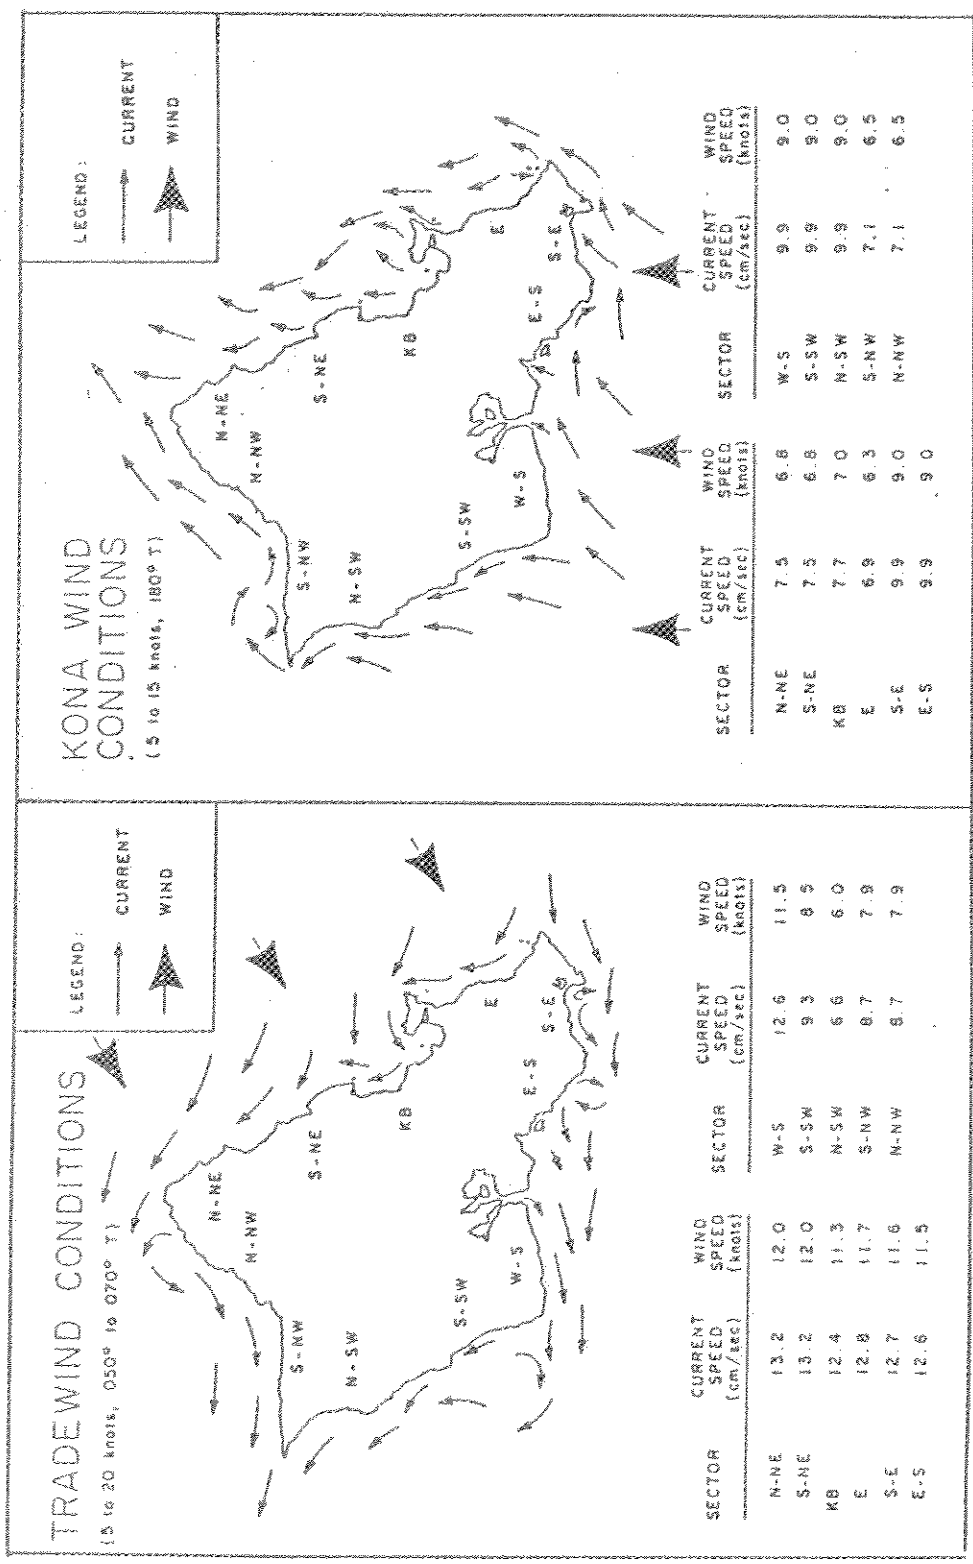 TRADEWIND CONDITIONS
(5 to 20 knots, 050° to 070° T)
LEGEND:
CURRENT
WIND
N-NE
N-NW
S-NE
KB
E
S-E
E-S
W-S
S-SW
N-SW
S-NW
SECTOR CURRENT SPEED (cm/sec) WIND SPEED (knots) SECTOR CURRENT SPEED (cm/sec) WIND SPEED (knots)
N-NE 13.2 12.0 W-S 12.6 11.5
S-NE 13.2 12.0 S-SW 9.3 8.5
KB 12.4 11.3 N-SW 6.6 6.0
E 12.8 11.7 S-NW 8.7 7.9
S-E 12.7 11.6 N-NW 8.7 7.9
E-S 12.6 11.5
KONA WIND
CONDITIONS
(5 to 15 knots, 180° T)
LEGEND:
CURRENT
WIND
N-NE
N-NW
S-NE
KB
E
S-E
E-S
W-S
S-SW
N-SW
S-NW
SECTOR CURRENT SPEED (cm/sec) WIND SPEED (knots) SECTOR CURRENT SPEED (cm/sec) WIND SPEED (knots)
N-NE 7.5 6.8 W-S 9.9 9.0
S-NE 7.5 6.8 S-SW 9.9 9.0
KB 7.7 7.0 N-SW 9.9 9.0
E 6.9 6.3 S-NW 7.1 6.5
S-E 9.9 9.0 N-NW 7.1 6.5
E-S 9.9 9.0